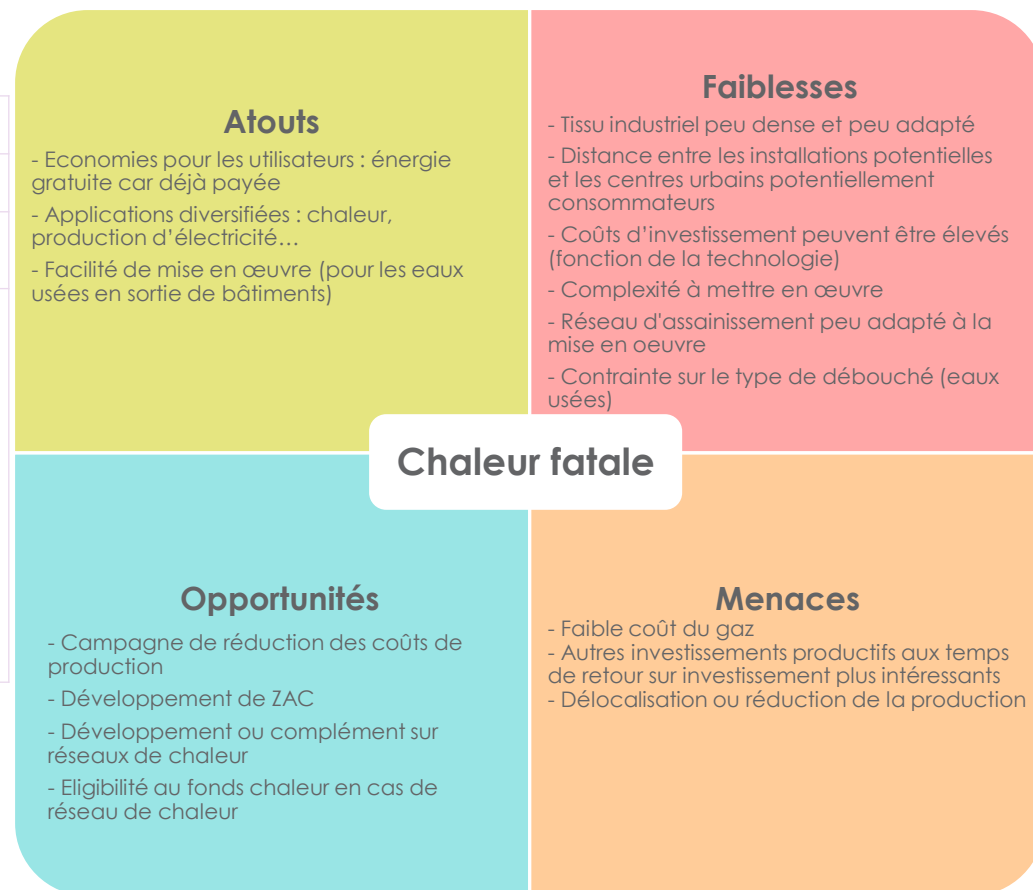 Atouts
- Economies pour les utilisateurs : énergie
gratuite car déjà payée
- Applications diversifiées : chaleur,
production d’électricité…
- Facilité de mise en œuvre (pour les eaux
usées en sortie de bâtiments)
Faiblesses
- Tissu industriel peu dense et peu adapté
- Distance entre les installations potentielles
et les centres urbains potentiellement
consommateurs
- Coûts d’investissement peuvent être élevés
(fonction de la technologie)
- Complexité à mettre en œuvre
- Réseau d'assainissement peu adapté à la
mise en oeuvre
- Contrainte sur le type de débouché (eaux
usées)
Chaleur fatale
Opportunités
- Campagne de réduction des coûts de
production
- Développement de ZAC
- Développement ou complément sur
réseaux de chaleur
- Eligibilité au fonds chaleur en cas de
réseau de chaleur
Menaces
- Faible coût du gaz
- Autres investissements productifs aux temps
de retour sur investissement plus intéressants
- Délocalisation ou réduction de la production